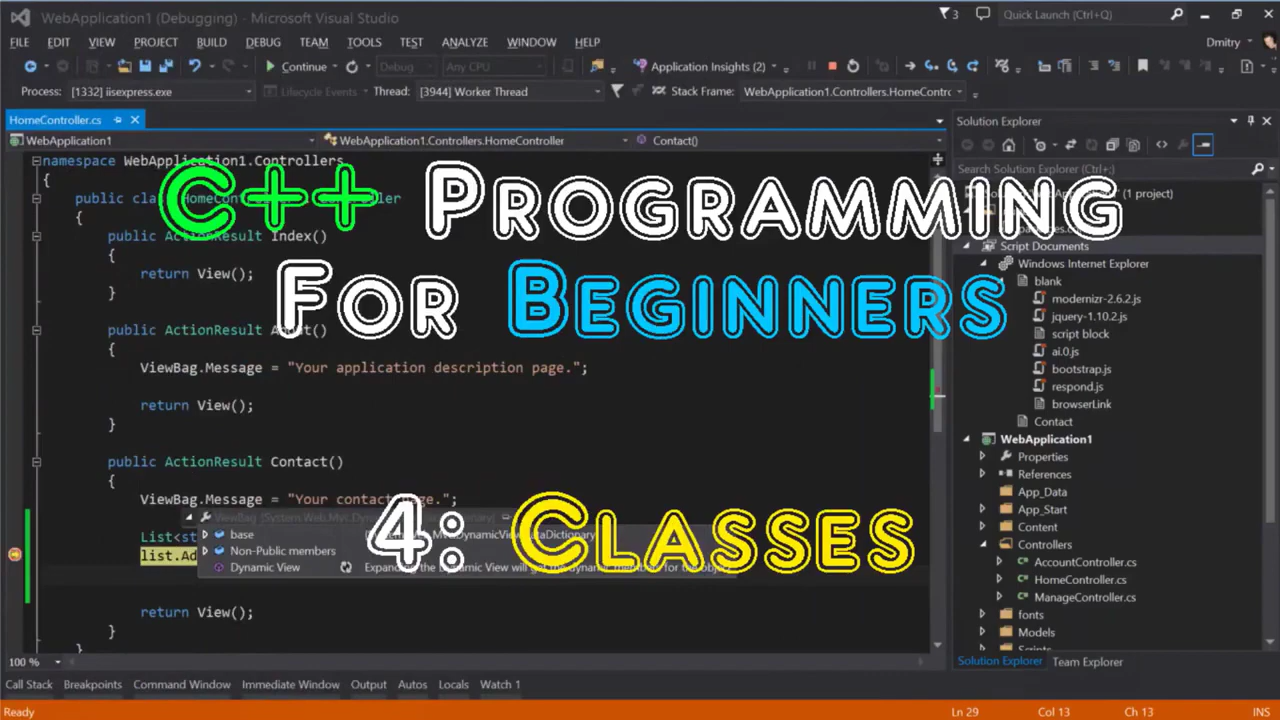 WebApplication1 (Debugging) - Microsoft Visual Studio
3
Quick Launch (Ctrl+Q)
FILE EDIT VIEW PROJECT BUILD DEBUG TEAM TOOLS TEST ANALYZE WINDOW HELP
Dmitry
Continue Debug Any CPU Application Insights (2)
Process: [1332] iisexpress.exe Lifecycle Events Thread: [3944] Worker Thread Stack Frame: WebApplication1.Controllers.HomeContr
HomeController.cs
WebApplication1 WebApplication1.Controllers.HomeController Contact()
namespace WebApplication1.Controllers
{
public
{
public ActionResult Index()
{
return View();
}
public ActionResult
{
ViewBag.Message = "Your application description page.";
return View();
}
public ActionResult Contact()
{
ViewBag.Message = "Your contact page.";
base
Non-Public members
Dynamic View
return View();
}
}
100 %
C++ Programming
For Beginners
4: Classes
Solution Explorer
Search Solution Explorer (Ctrl+;)
(1 project)
Script Documents
Windows Internet Explorer
blank
modernizr-2.6.2.js
jquery-1.10.2.js
script block
ai.0.js
bootstrap.js
respond.js
browserLink
Contact
WebApplication1
Properties
References
App_Data
App_Start
Content
Controllers
AccountController.cs
HomeController.cs
ManageController.cs
fonts
Models
Solution Explorer Team Explorer
Call Stack Breakpoints Command Window Immediate Window Output Autos Locals Watch 1
Ready Ln 29 Col 13 Ch 13 INS